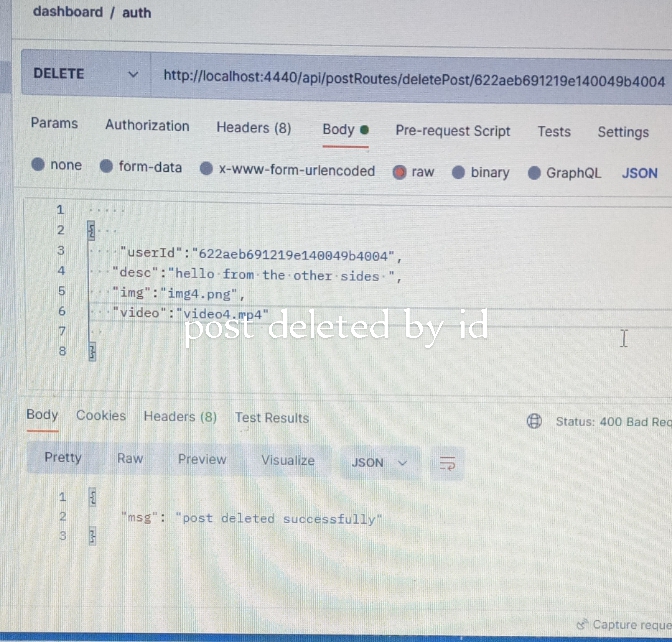 dashboard / auth
DELETE http://localhost:4440/api/postRoutes/deletePost/622aeb691219e140049b4004
Params Authorization Headers (8) Body Pre-request Script Tests Settings
none form-data x-www-form-urlencoded raw binary GraphQL JSON
1
2 {
3 "userId":"622aeb691219e140049b4004",
4 "desc":"hello from the other sides ",
5 "img":"img4.png",
6 "video":"video4.mp4"
post deleted by id
7
8 }
Body Cookies Headers (8) Test Results Status: 400 Bad Req
Pretty Raw Preview Visualize JSON
1 {
2 "msg": "post deleted successfully"
3 }
Capture reque